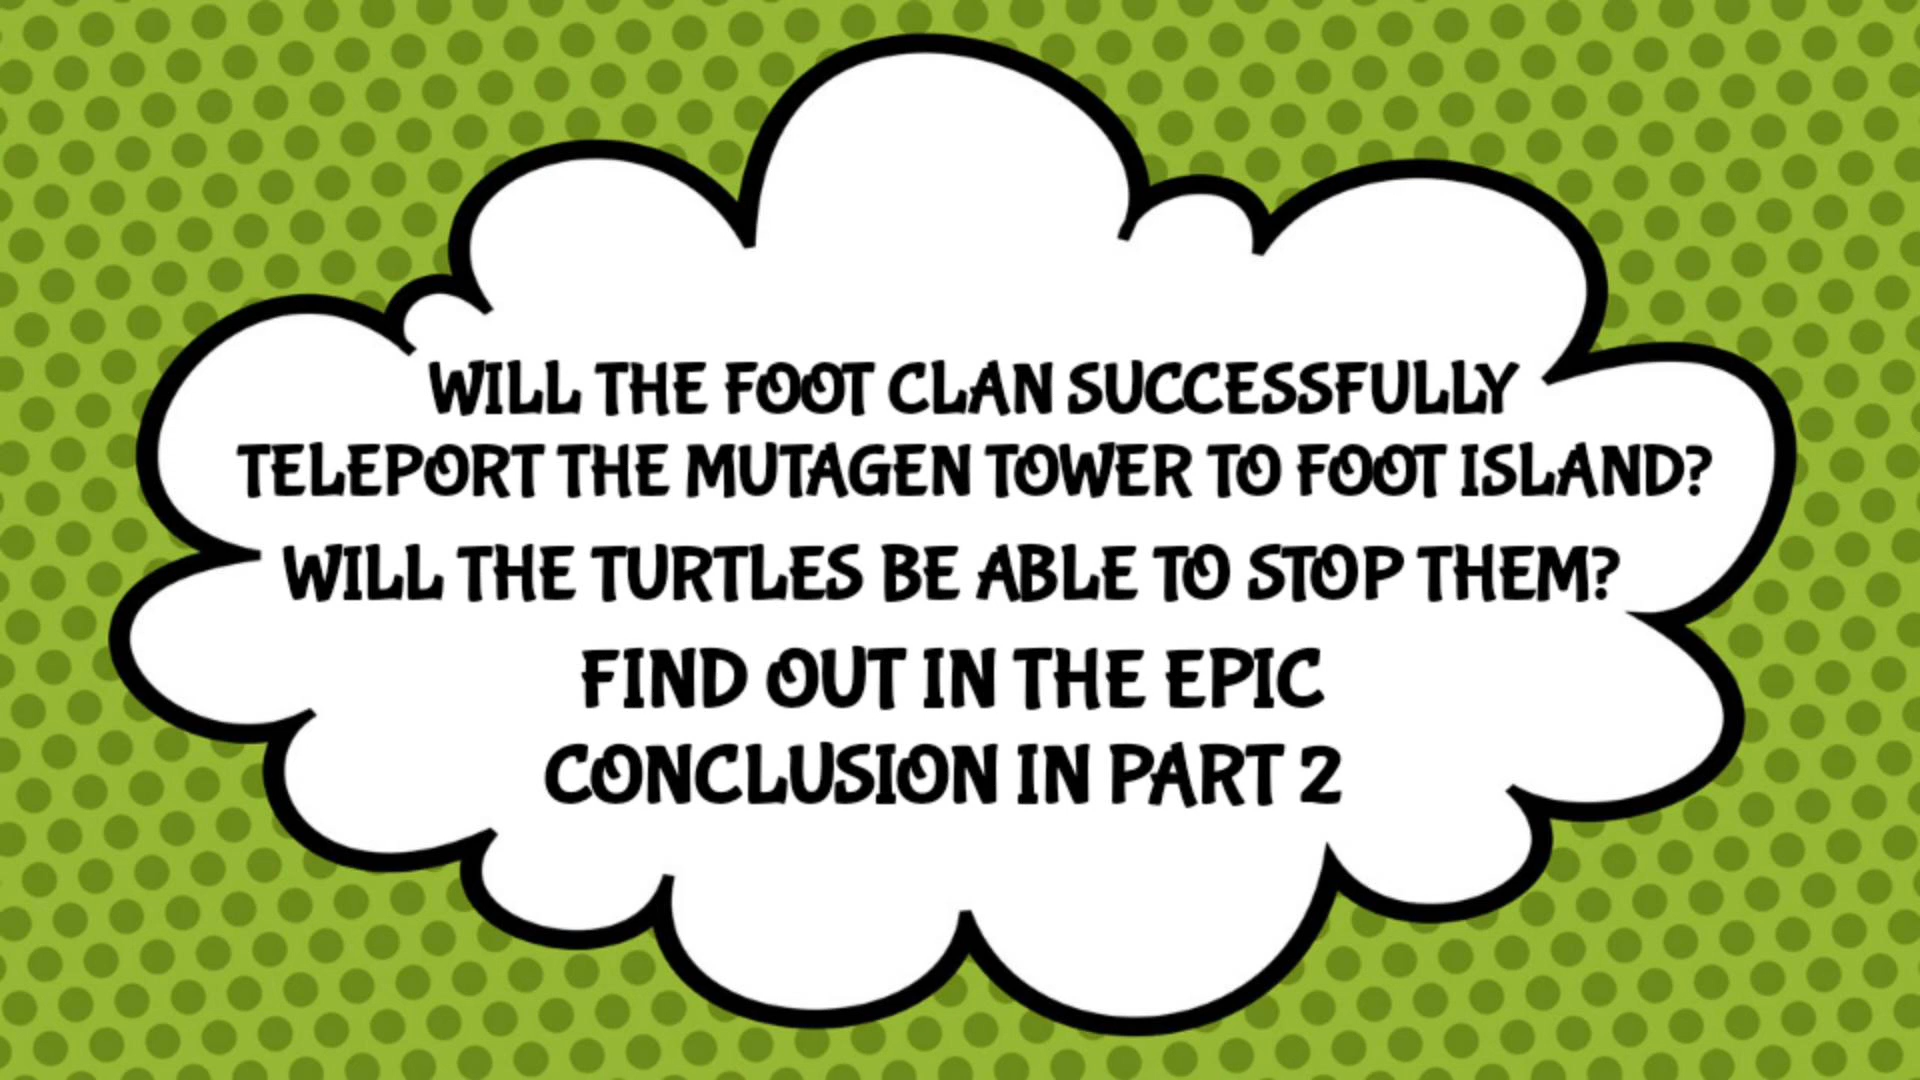 WILL THE FOOT CLAN SUCCESSFULLY
TELEPORT THE MUTAGEN TOWER TO FOOT ISLAND?
WILL THE TURTLES BE ABLE TO STOP THEM?
FIND OUT IN THE EPIC
CONCLUSION IN PART 2